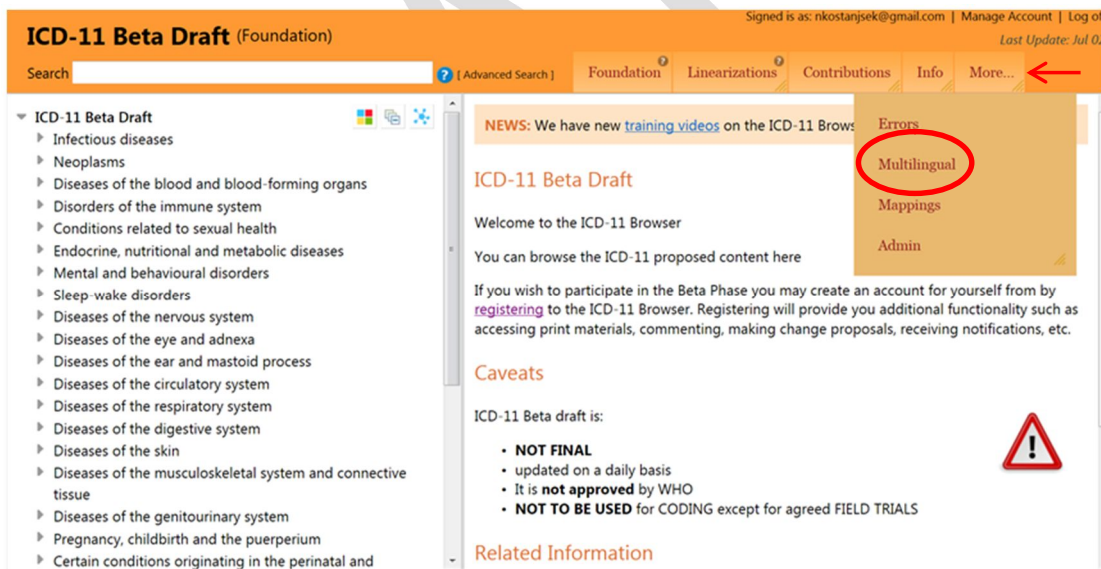 Signed is as: nkostanjsek@gmail.com | Manage Account | Log of
ICD-11 Beta Draft (Foundation)
Last Update: Jul 0
Search
? [ Advanced Search ]
Foundation ?
Linearizations ?
Contributions
Info
More...
ICD-11 Beta Draft
Infectious diseases
Neoplasms
Diseases of the blood and blood-forming organs
Disorders of the immune system
Conditions related to sexual health
Endocrine, nutritional and metabolic diseases
Mental and behavioural disorders
Sleep-wake disorders
Diseases of the nervous system
Diseases of the eye and adnexa
Diseases of the ear and mastoid process
Diseases of the circulatory system
Diseases of the respiratory system
Diseases of the digestive system
Diseases of the skin
Diseases of the musculoskeletal system and connective
tissue
Diseases of the genitourinary system
Pregnancy, childbirth and the puerperium
Certain conditions originating in the perinatal and
NEWS: We have new training videos on the ICD-11 Brows
Errors
Multilingual
Mappings
Admin
ICD-11 Beta Draft
Welcome to the ICD-11 Browser
You can browse the ICD-11 proposed content here
If you wish to participate in the Beta Phase you may create an account for yourself from by
registering to the ICD-11 Browser. Registering will provide you additional functionality such as
accessing print materials, commenting, making change proposals, receiving notifications, etc.
Caveats
ICD-11 Beta draft is:
• NOT FINAL
• updated on a daily basis
• It is not approved by WHO
• NOT TO BE USED for CODING except for agreed FIELD TRIALS
Related Information